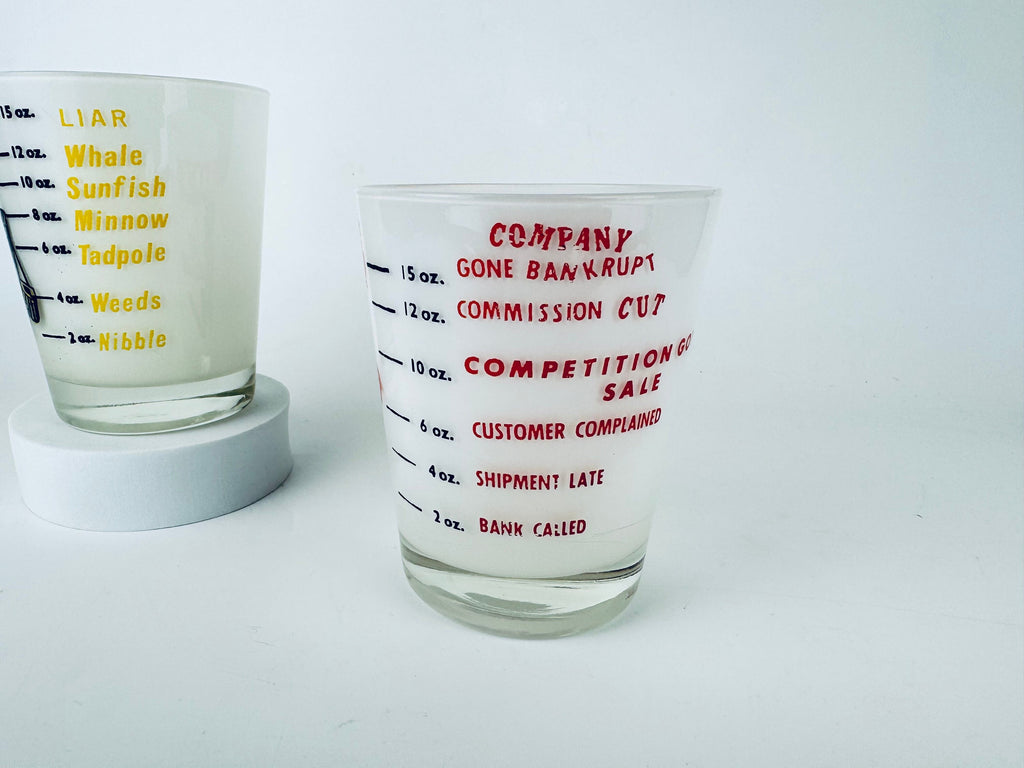 15 oz. LIAR
12 oz. Whale
10 oz. Sunfish
8 oz. Minnow
6 oz. Tadpole
4 oz. Weeds
2 oz. Nibble
COMPANY
15 oz. GONE BANKRUPT
12 oz. COMMISSION CUT
10 oz. COMPETITION GO
SALE
6 oz. CUSTOMER COMPLAINED
4 oz. SHIPMENT LATE
2 oz. BANK CALLED